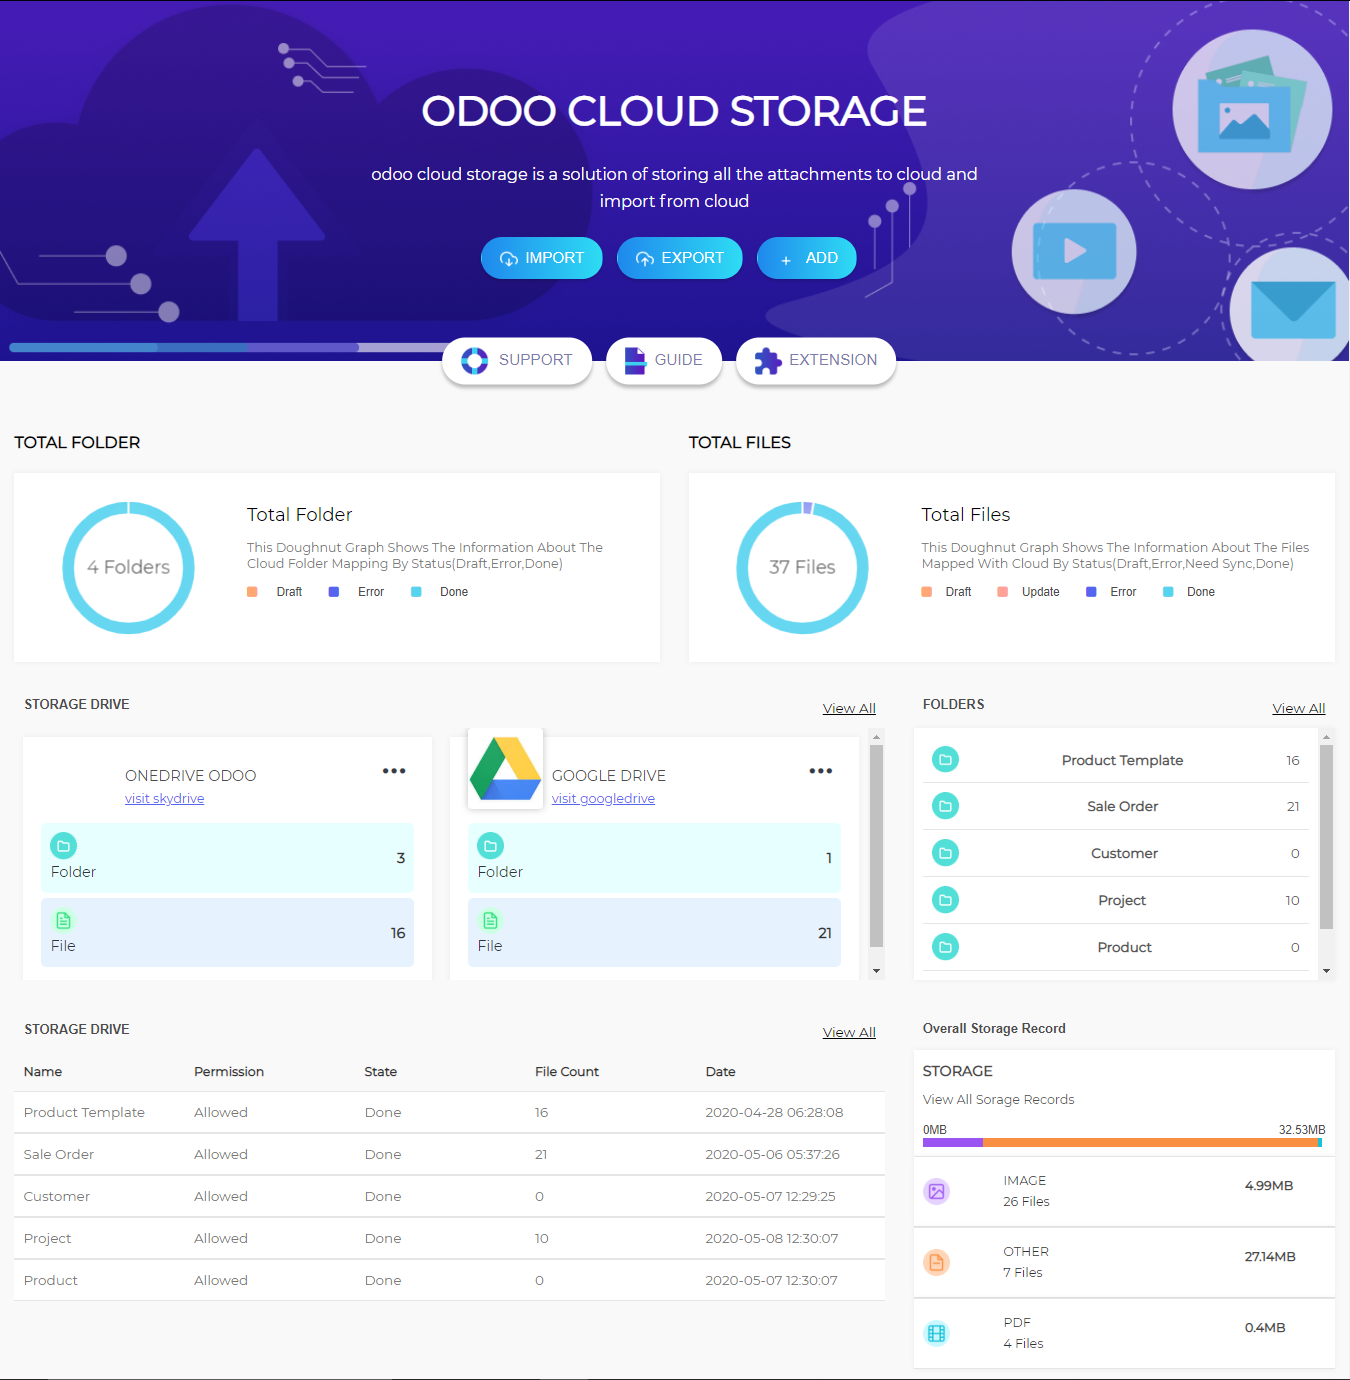 ODOO CLOUD STORAGE
odoo cloud storage is a solution of storing all the attachments to cloud and
import from cloud
IMPORT
EXPORT
+ ADD
SUPPORT
GUIDE
EXTENSION
TOTAL FOLDER
4 Folders
Total Folder
This Doughnut Graph Shows The Information About The
Cloud Folder Mapping By Status(Draft,Error,Done)
Draft Error Done
TOTAL FILES
37 Files
Total Files
This Doughnut Graph Shows The Information About The Files
Mapped With Cloud By Status(Draft,Error,Need Sync,Done)
Draft Update Error Done
STORAGE DRIVE
View All
ONEDRIVE ODOO
visit skydrive
Folder
3
File
16
GOOGLE DRIVE
visit googledrive
Folder
1
File
21
FOLDERS
View All
Product Template 16
Sale Order 21
Customer 0
Project 10
Product 0
STORAGE DRIVE
View All
Name Permission State File Count Date
Product Template Allowed Done 16 2020-04-28 06:28:08
Sale Order Allowed Done 21 2020-05-06 05:37:26
Customer Allowed Done 0 2020-05-07 12:29:25
Project Allowed Done 10 2020-05-08 12:30:07
Product Allowed Done 0 2020-05-07 12:30:07
Overall Storage Record
STORAGE
View All Sorage Records
0MB 32.53MB
IMAGE
26 Files
4.99MB
OTHER
7 Files
27.14MB
PDF
4 Files
0.4MB